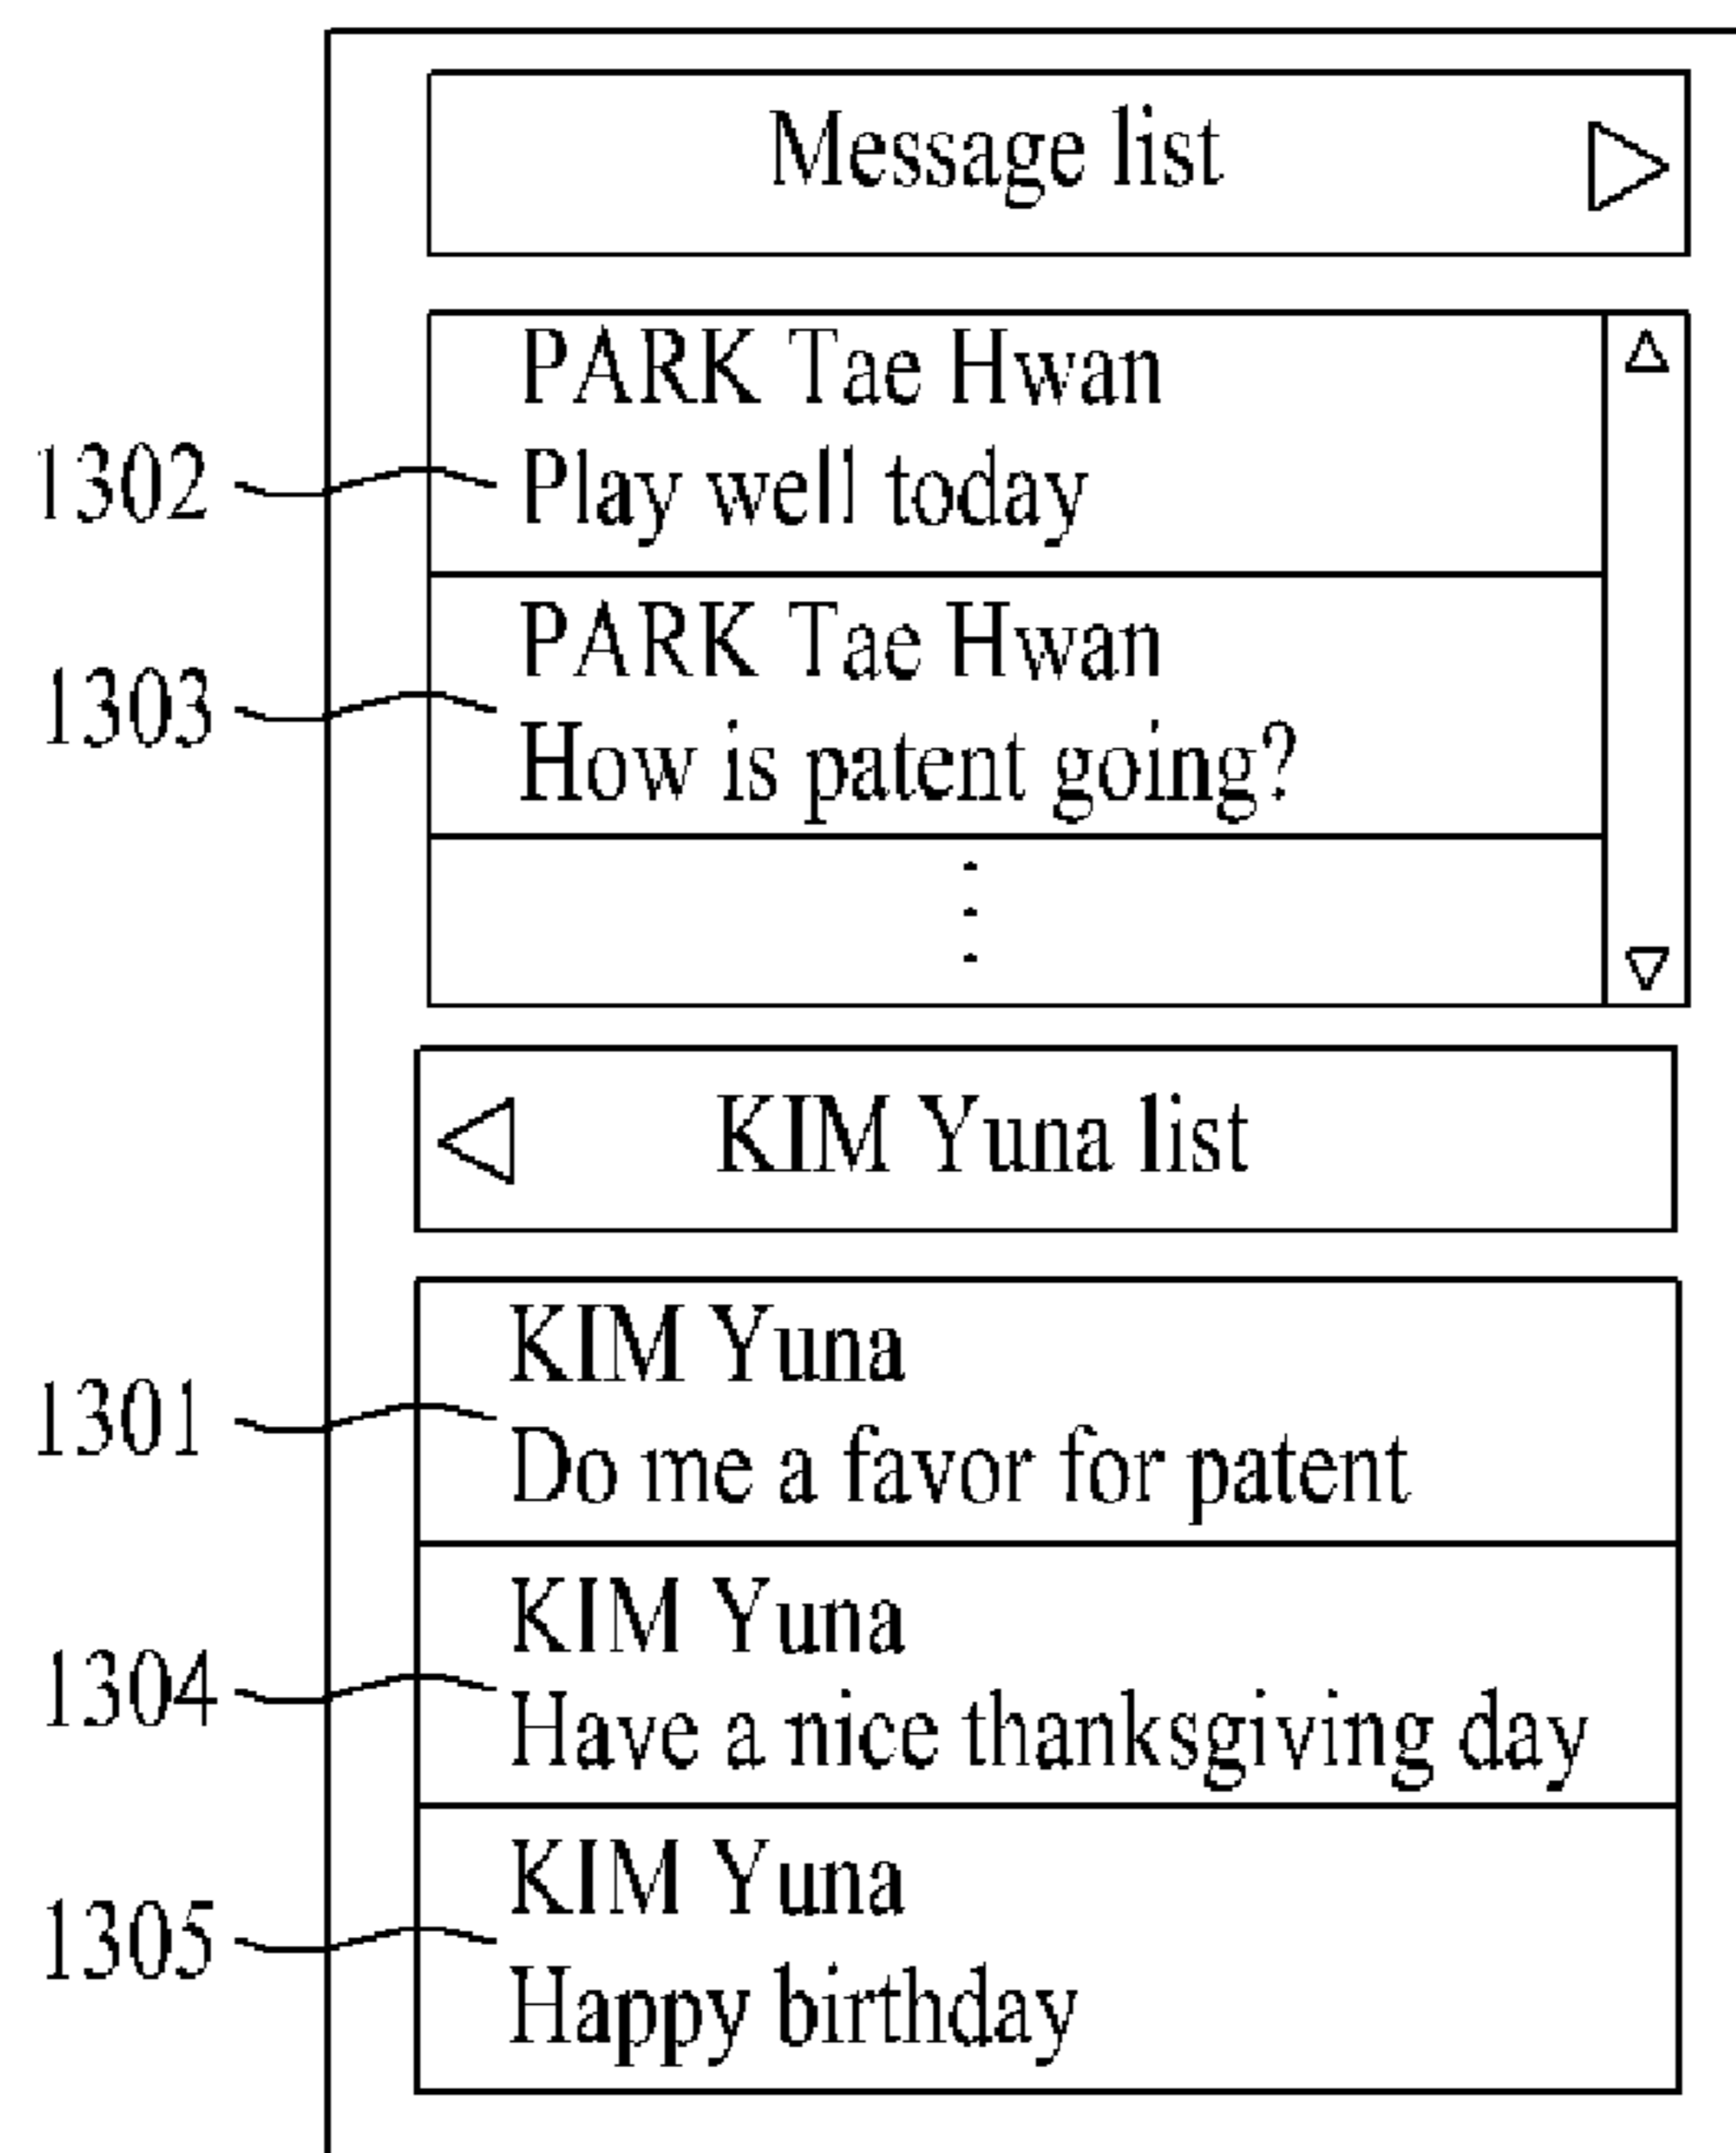 Message list
PARK Tae Hwan
1302
Play well today
PARK Tae Hwan
1303
How is patent going?
KIM Yuna list
KIM Yuna
1301
Do me a favor for patent
KIM Yuna
1304
Have a nice thanksgiving day
KIM Yuna
1305
Happy birthday